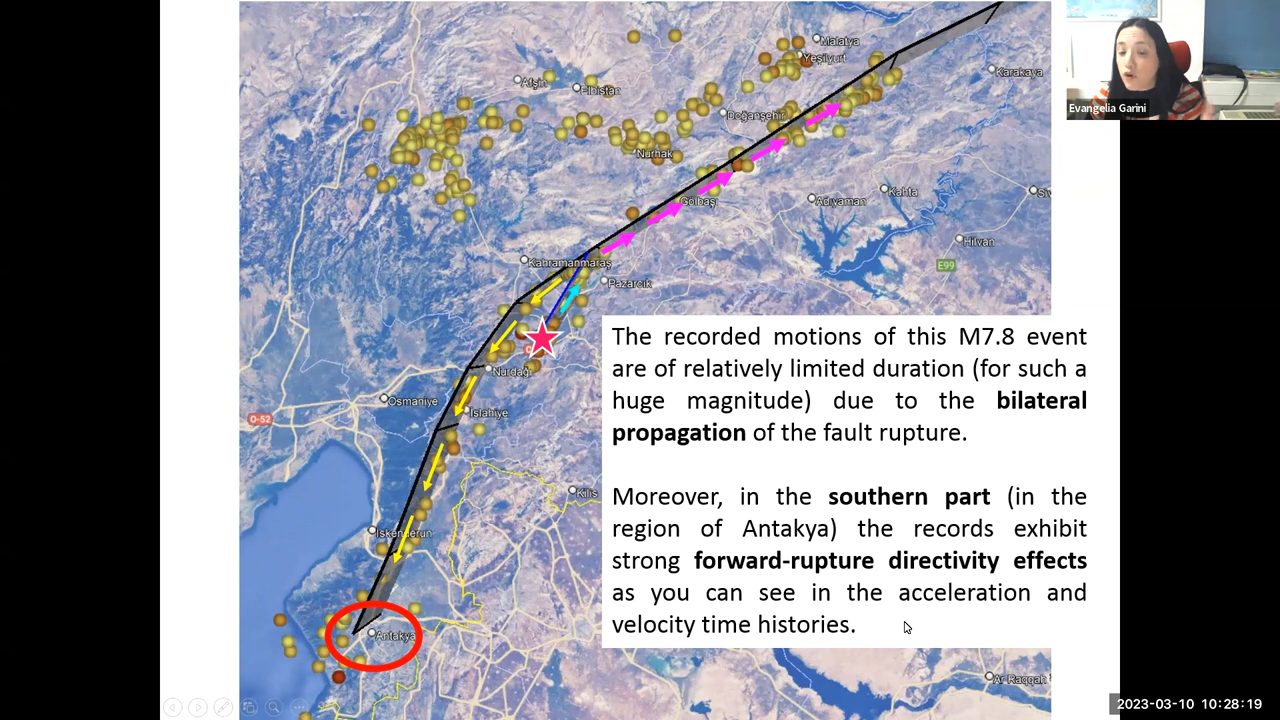 Malatya
Yeşilyurt
Afşin
Elbistan
Karakaya
Evangelia Garini
Doğanşehir
Nurhak
Gölbaşı
Adıyaman
Kahta
Hilvan
E99
Kahramanmaraş
Pazarcık
Nurdağı
Osmaniye
Islahiye
O-52
Kilis
İskenderun
Antakya
Ar Raqqah
The recorded motions of this M7.8 event
are of relatively limited duration (for such a
huge magnitude) due to the bilateral
propagation of the fault rupture.
Moreover, in the southern part (in the
region of Antakya) the records exhibit
strong forward-rupture directivity effects
as you can see in the acceleration and
velocity time histories.
2023-03-10 10:28:19